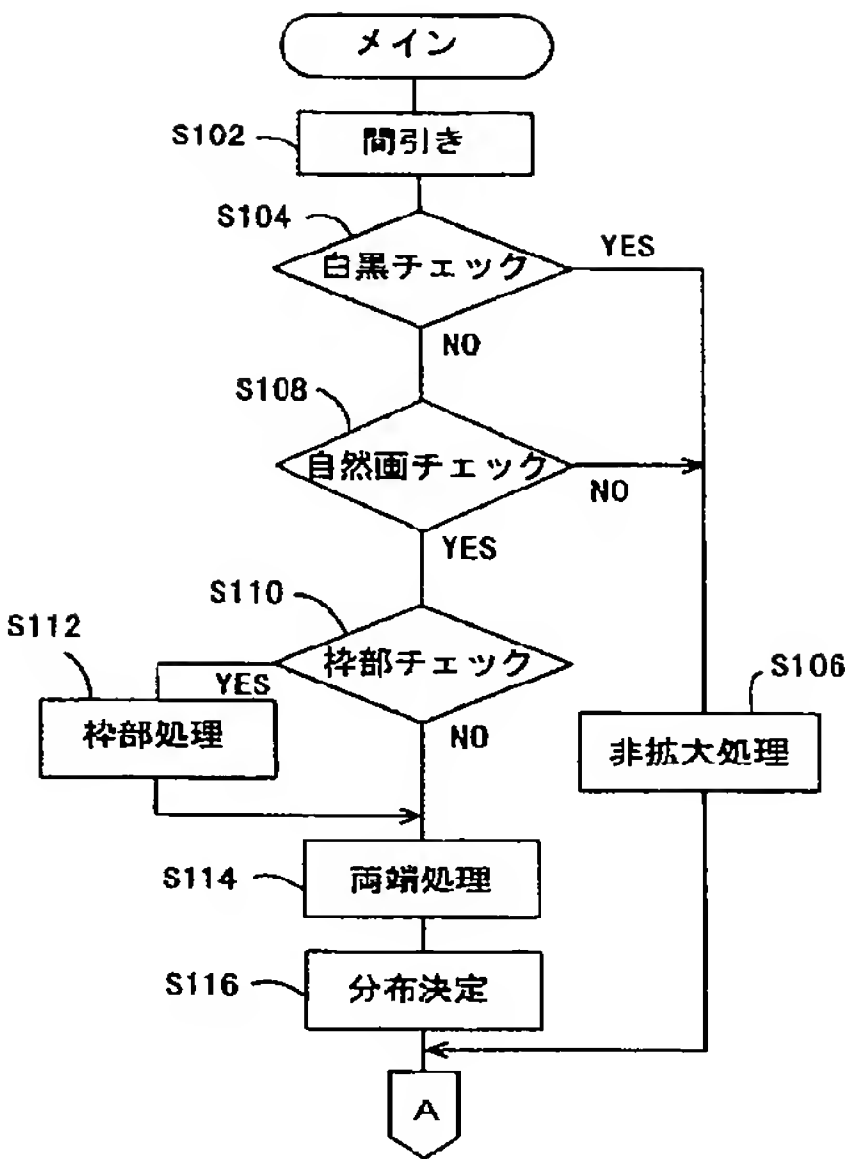 メイン
S102
間引き
S104
白黒チェック
YES
NO
S108
自然画チェック
NO
YES
S110
枠部チェック
YES
NO
S112
枠部処理
S106
非拡大処理
S114
両端処理
S116
分布決定
A